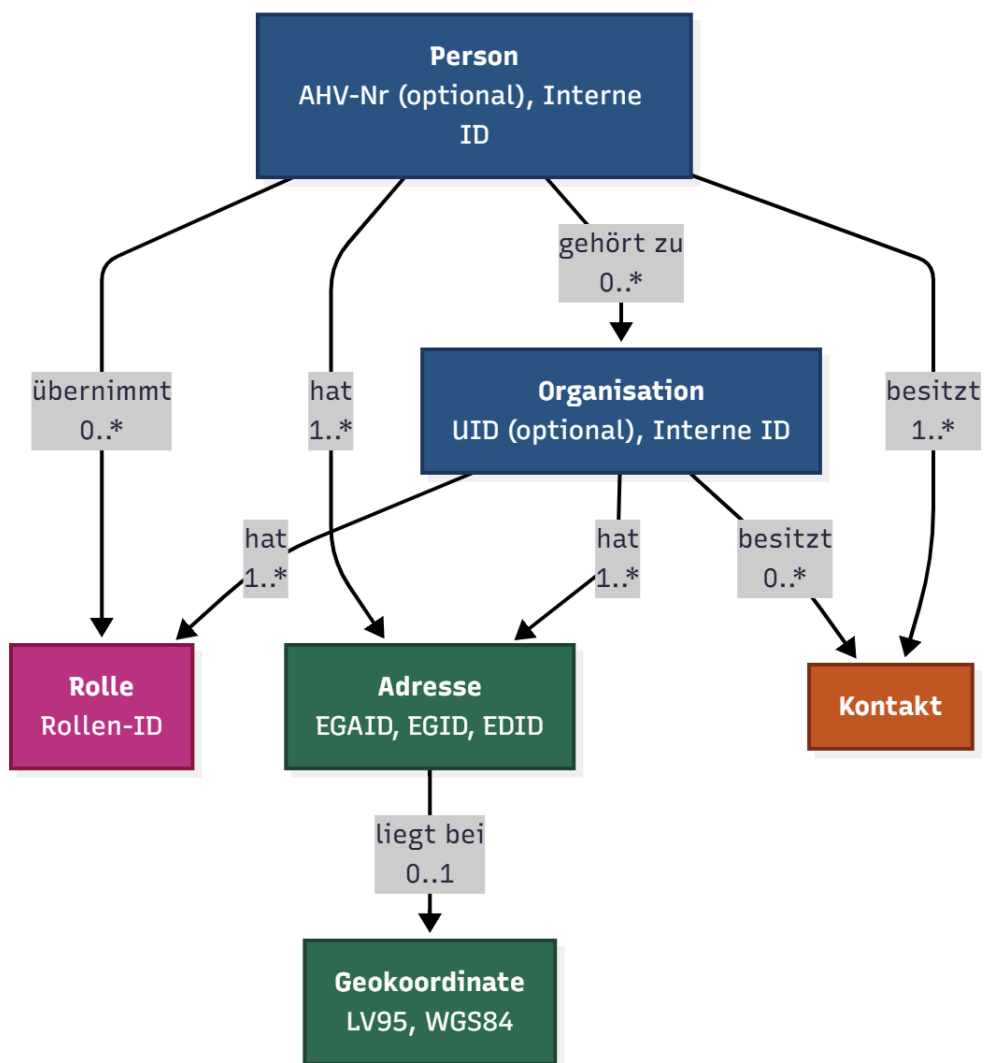 Person
AHV-Nr (optional), Interne
ID
gehört zu
0..*
übernimmt
0..*
hat
1..*
besitzt
1..*
Organisation
UID (optional), Interne ID
hat
1..*
hat
1..*
besitzt
0..*
Rolle
Rollen-ID
Adresse
EGAID, EGID, EDID
Kontakt
liegt bei
0..1
Geokoordinate
LV95, WGS84